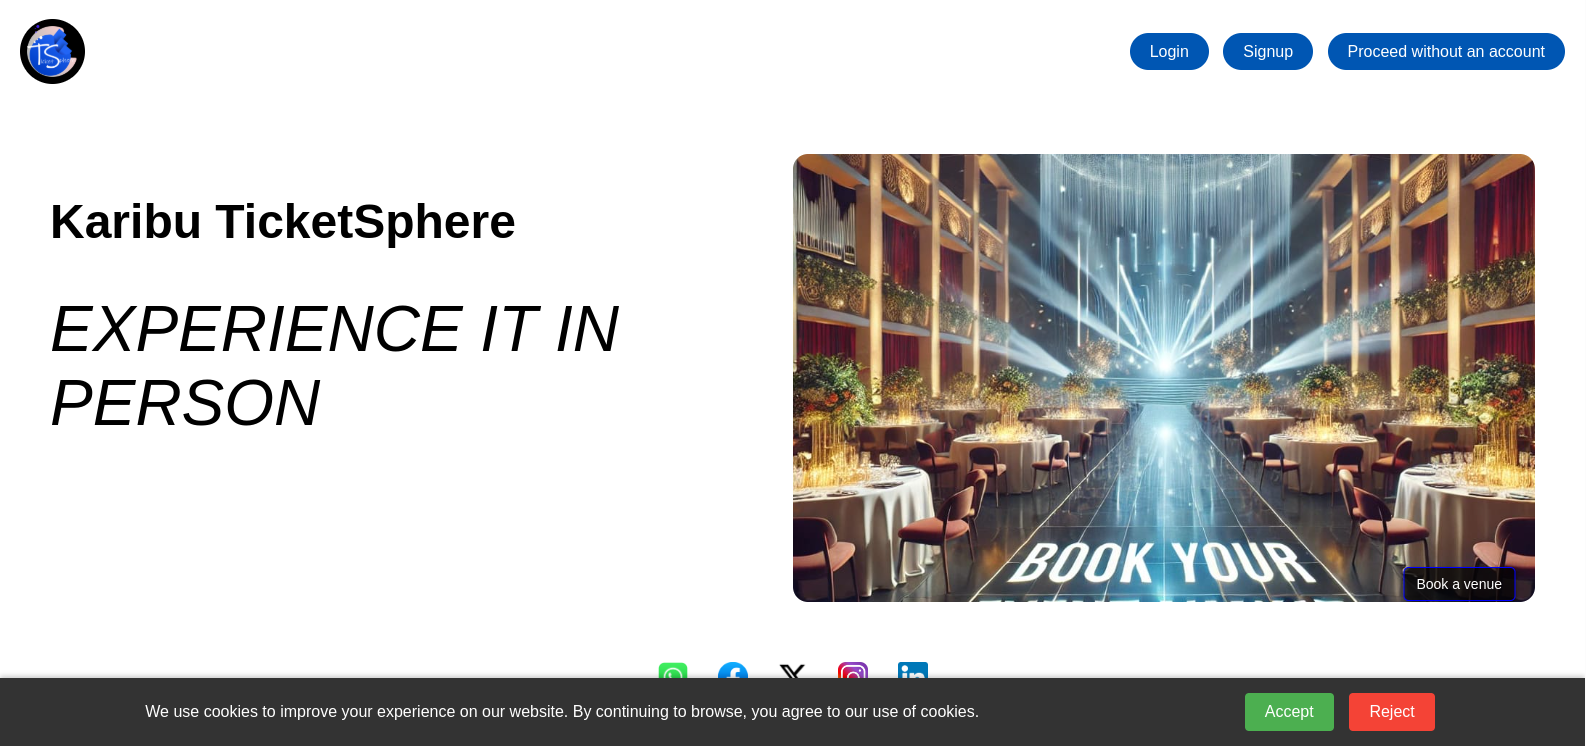 TS
Login
Signup
Proceed without an account
Karibu TicketSphere
EXPERIENCE IT IN
PERSON
BOOK YOUR
Book a venue
We use cookies to improve your experience on our website. By continuing to browse, you agree to our use of cookies.
Accept
Reject